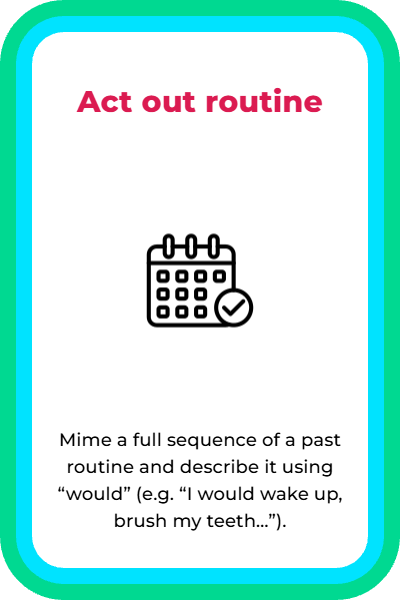 Act out routine
Mime a full sequence of a past
routine and describe it using
“would” (e.g. “I would wake up,
brush my teeth...”).